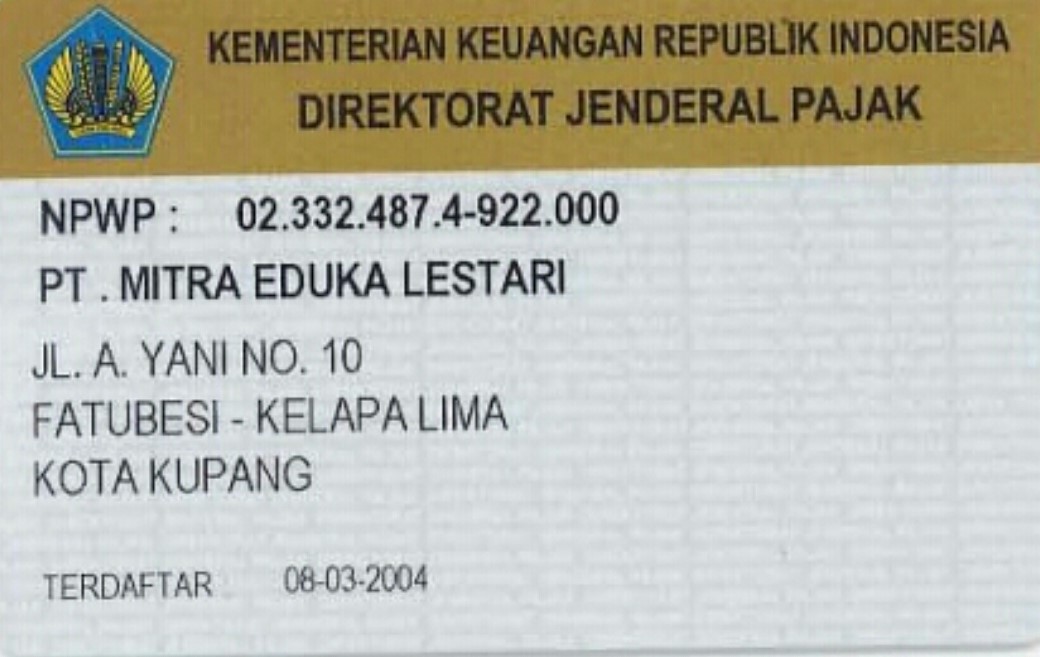 KEMENTERIAN KEUANGAN REPUBLIK INDONESIA
DIREKTORAT JENDERAL PAJAK
NPWP : 02.332.487.4-922.000
PT . MITRA EDUKA LESTARI
JL. A. YANI NO. 10
FATUBESI - KELAPA LIMA
KOTA KUPANG
TERDAFTAR 08-03-2004